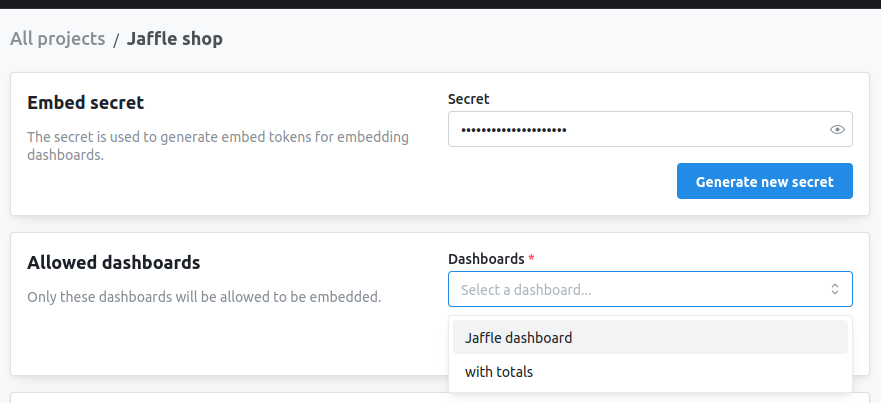 All projects / Jaffle shop
Embed secret
The secret is used to generate embed tokens for embedding
dashboards.
Secret
•••••••••••••••••••••
Generate new secret
Allowed dashboards
Only these dashboards will be allowed to be embedded.
Dashboards *
Select a dashboard...
Jaffle dashboard
with totals